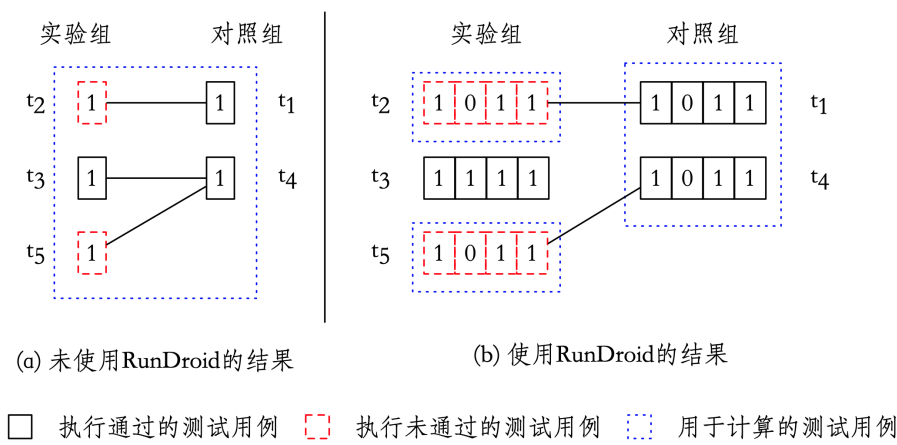 实验组 对照组 实验组 对照组
t2 1 1 t1 t2 1 0 1 1 1 0 1 1 t1
t3 1 1 t4 t3 1 1 1 1 1 0 1 1 t4
t5 1 t5 1 0 1 1
(a) 未使用RunDroid的结果 (b) 使用RunDroid的结果
执行通过的测试用例 执行未通过的测试用例 用于计算的测试用例